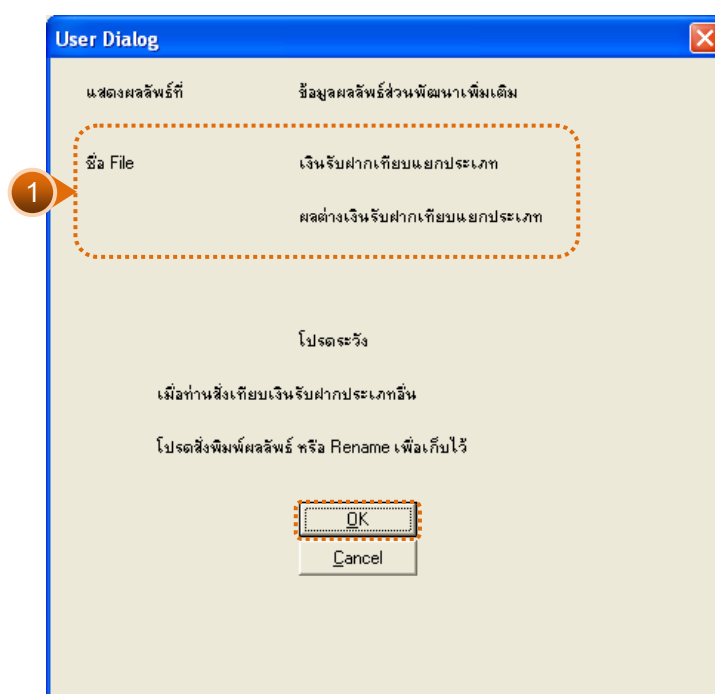 User Dialog
แสดงผลลัพธ์ที่ ข้อมูลผลลัพธ์ส่วนพัฒนาเพิ่มเติม
ชื่อ File เงินรับฝากเทียบแยกประเภท
1
ผลต่างเงินรับฝากเทียบแยกประเภท
โปรดระวัง
เมื่อท่านสั่งเทียบเงินรับฝากประเภทอื่น
โปรดสั่งพิมพ์ผลลัพธ์ หรือ Rename เพื่อเก็บไว้
OK
Cancel